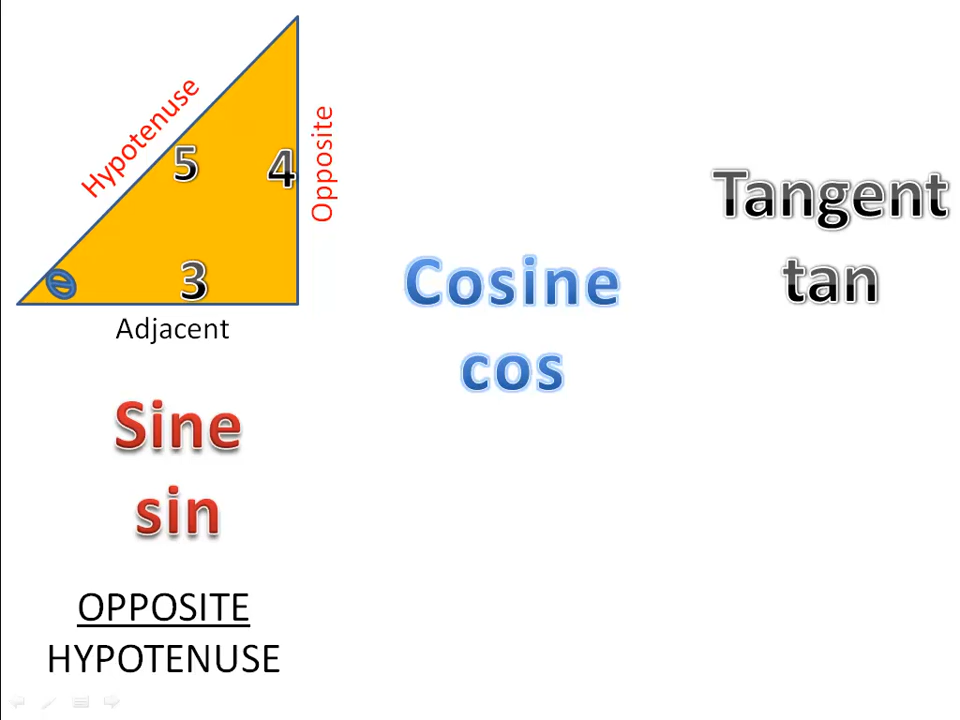 Hypotenuse
5
4
Opposite
θ
3
Adjacent
Sine
sin
OPPOSITE
HYPOTENUSE
Cosine
cos
Tangent
tan